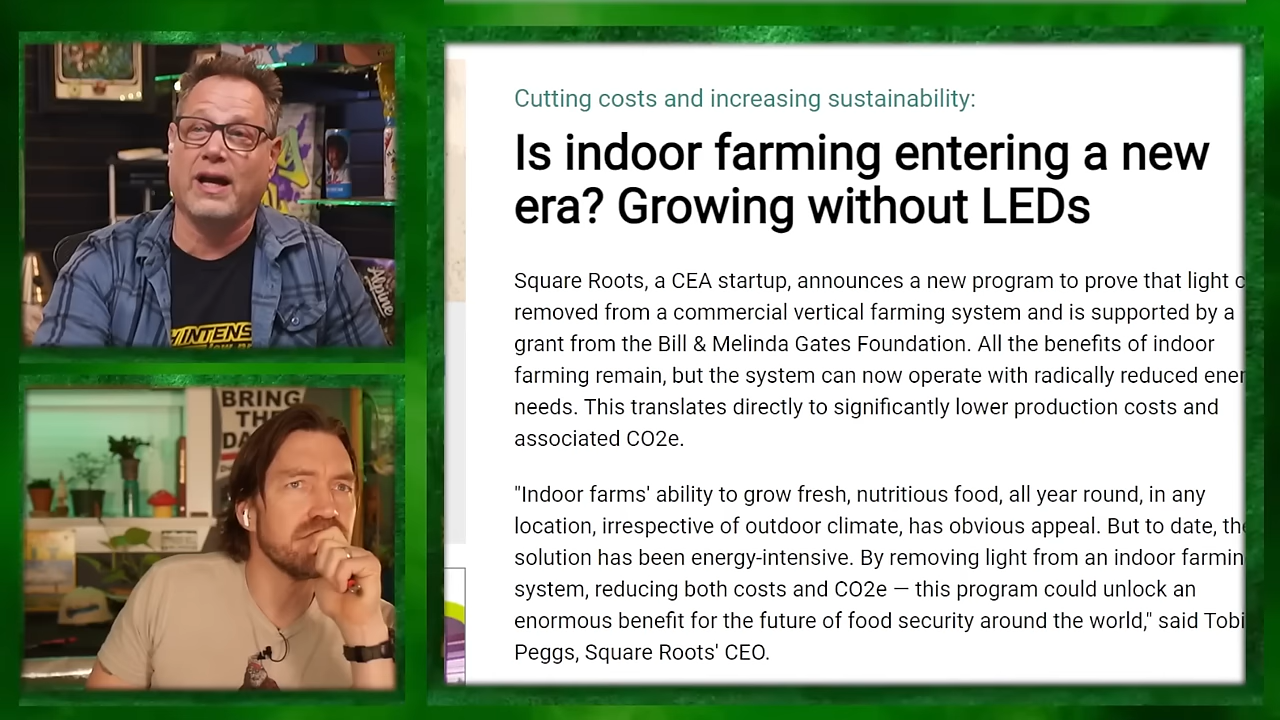 Cutting costs and increasing sustainability:
Is indoor farming entering a new
era? Growing without LEDs
Square Roots, a CEA startup, announces a new program to prove that light
removed from a commercial vertical farming system and is supported by a
grant from the Bill & Melinda Gates Foundation. All the benefits of indoor
farming remain, but the system can now operate with radically reduced ener
needs. This translates directly to significantly lower production costs and
associated CO2e.
"Indoor farms' ability to grow fresh, nutritious food, all year round, in any
location, irrespective of outdoor climate, has obvious appeal. But to date, the
solution has been energy-intensive. By removing light from an indoor farmin
system, reducing both costs and CO2e — this program could unlock an
enormous benefit for the future of food security around the world," said Tobi
Peggs, Square Roots' CEO.
INTENS
Alpine
BRING
THE
DA